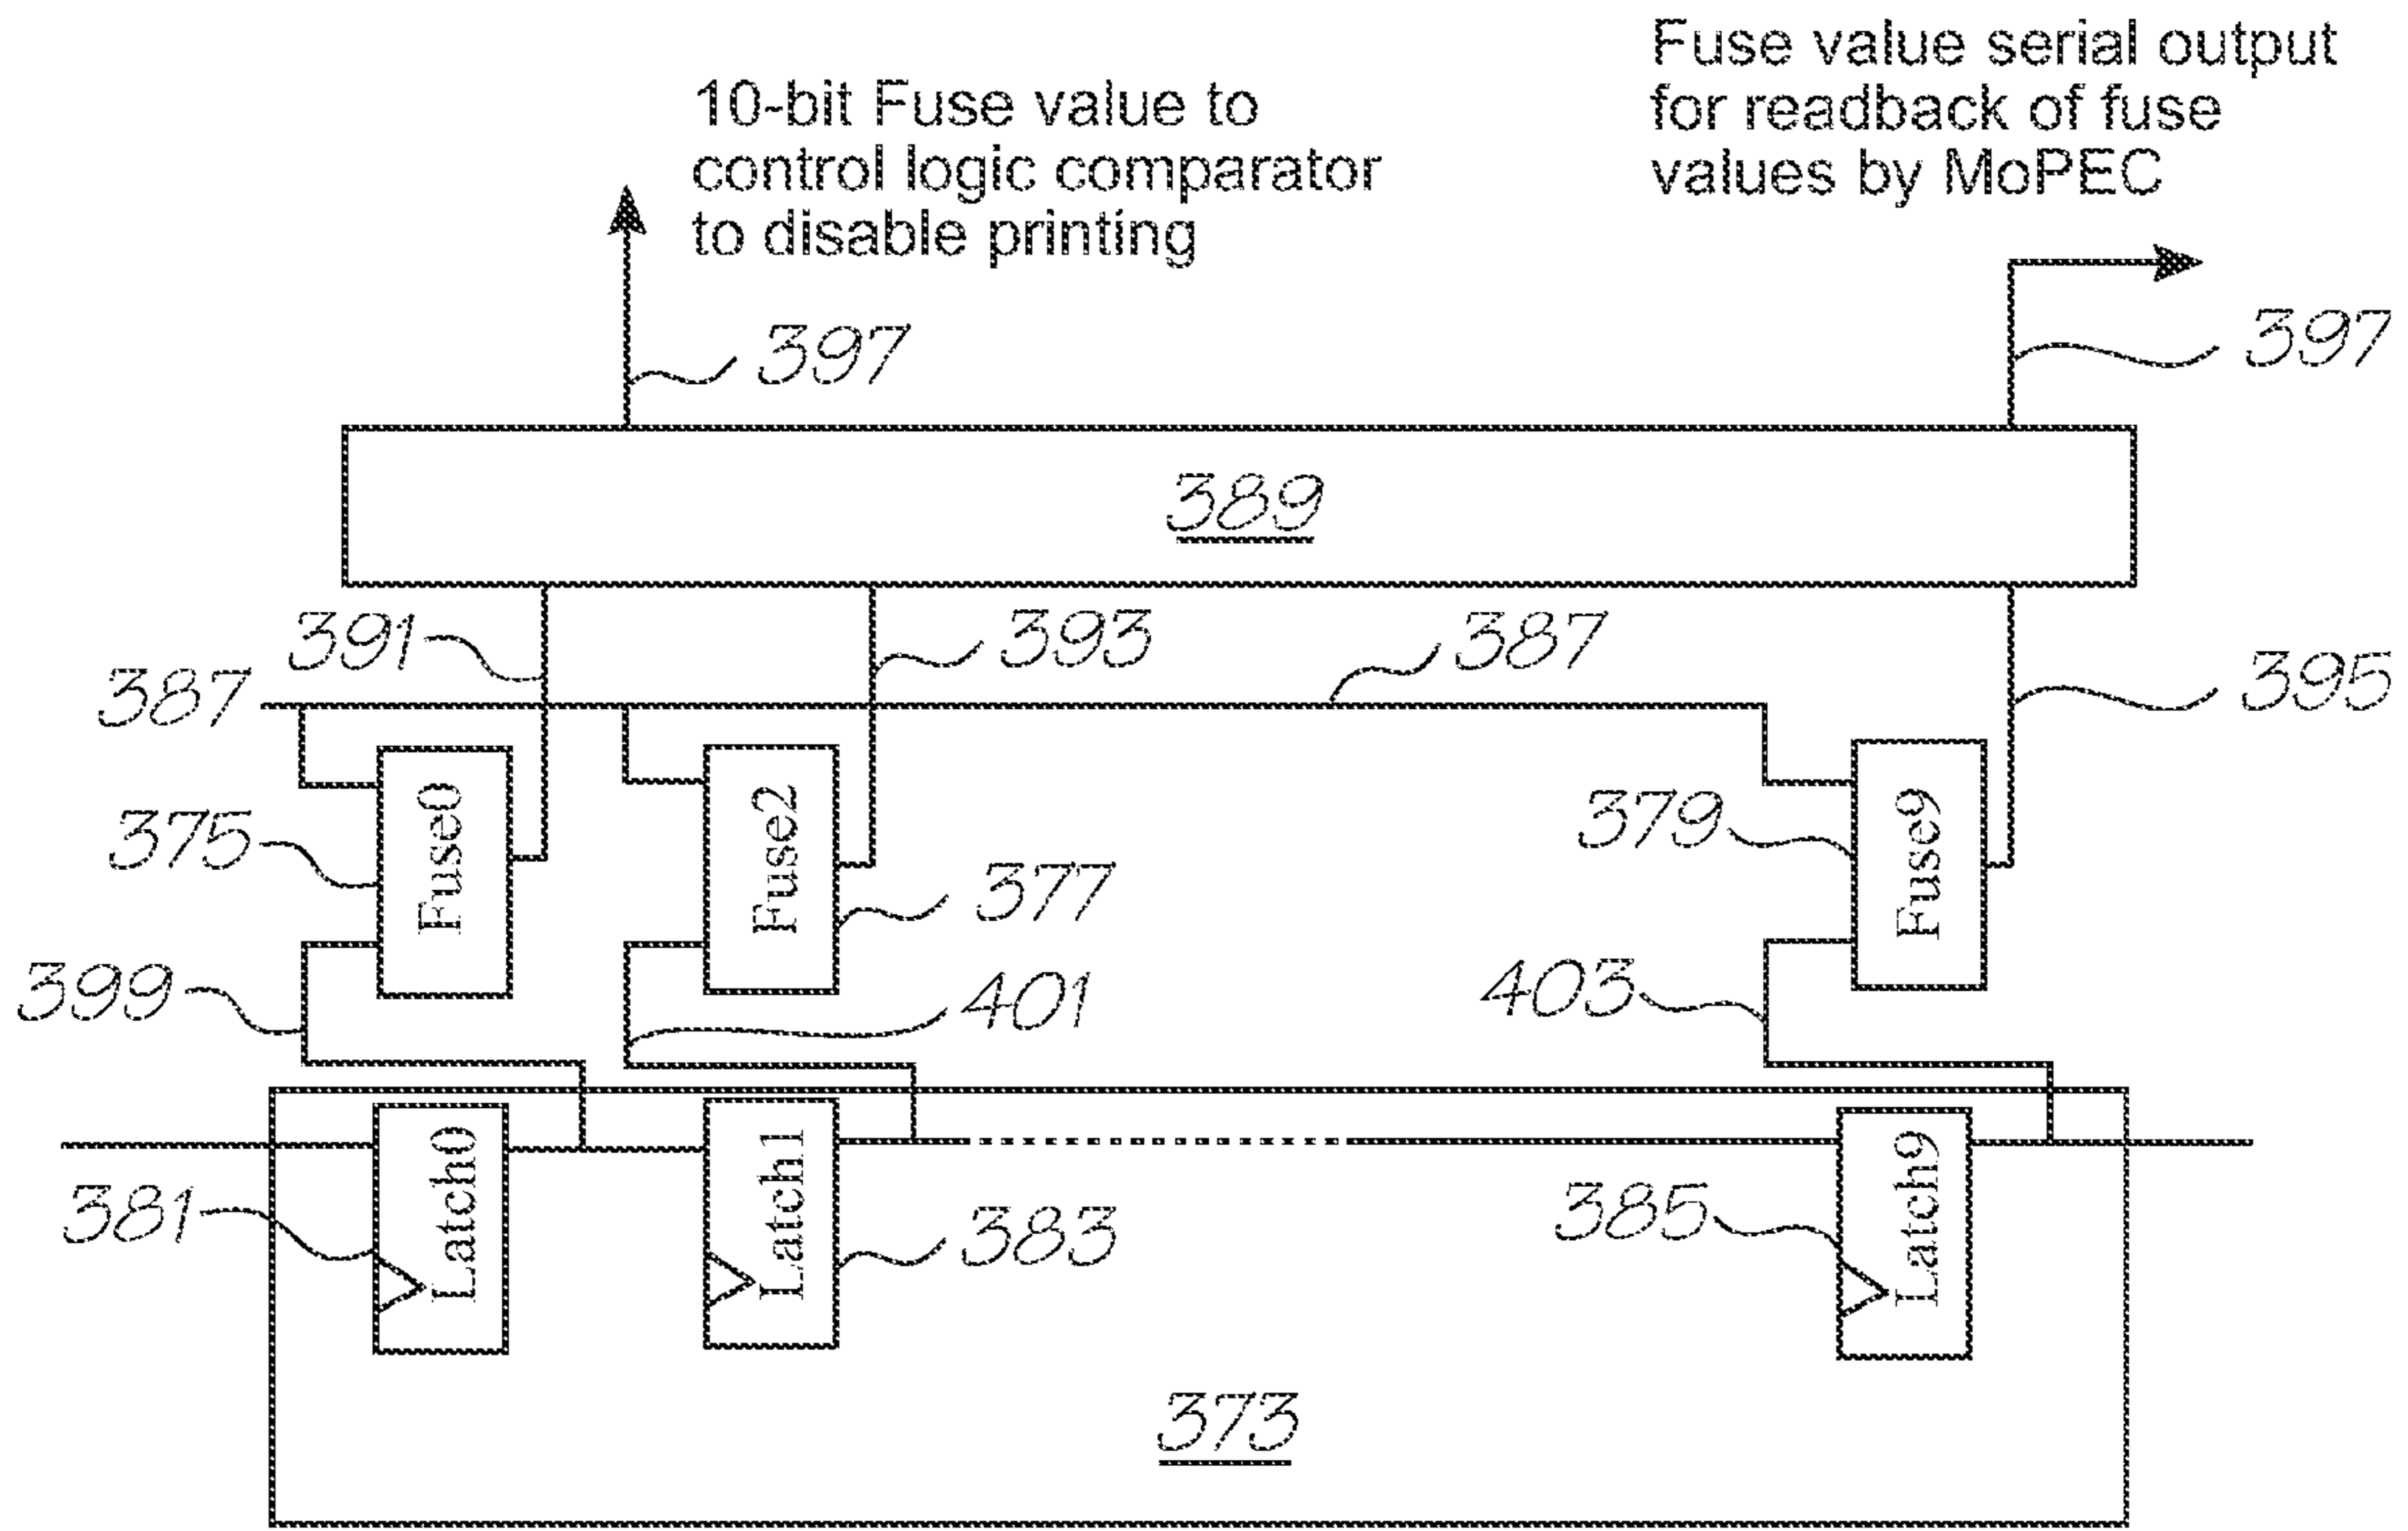 Fuse value serial output
for readback of fuse
values by MoPEC
10-bit Fuse value to
control logic comparator
to disable printing
397
397
389
391
393
387
387
395
375
Fuse0
Fuse2
377
379
Fuse9
399
401
403
381
Latch0
Latch1
383
385
Latch9
373